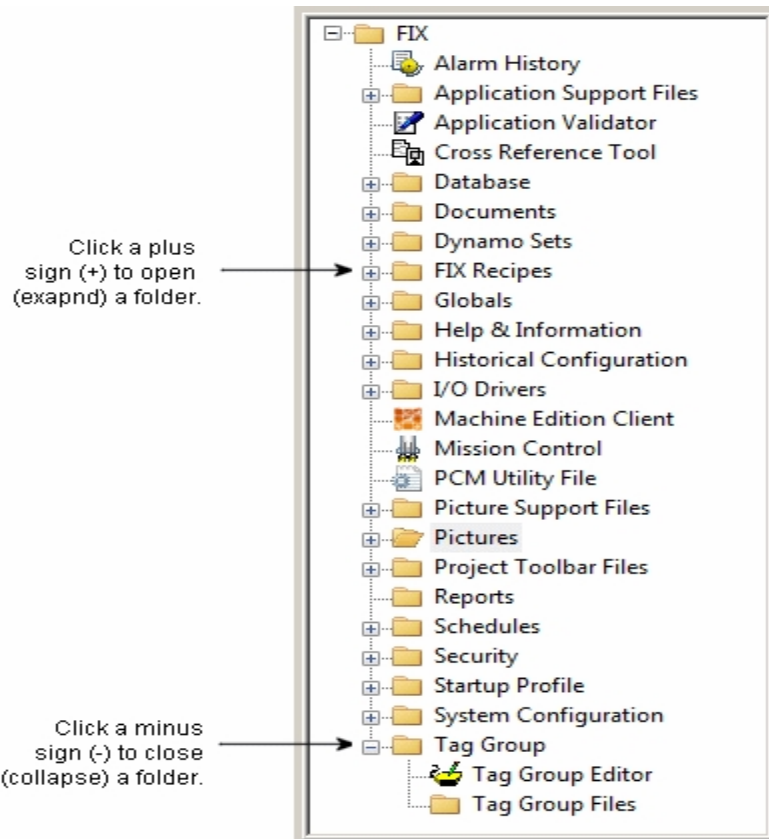 FIX
Alarm History
Application Support Files
Application Validator
Cross Reference Tool
Database
Documents
Dynamo Sets
Click a plus
sign (+) to open
(exapnd) a folder.
FIX Recipes
Globals
Help & Information
Historical Configuration
I/O Drivers
Machine Edition Client
Mission Control
PCM Utility File
Picture Support Files
Pictures
Project Toolbar Files
Reports
Schedules
Security
Startup Profile
System Configuration
Click a minus
sign (-) to close
(collapse) a folder.
Tag Group
Tag Group Editor
Tag Group Files